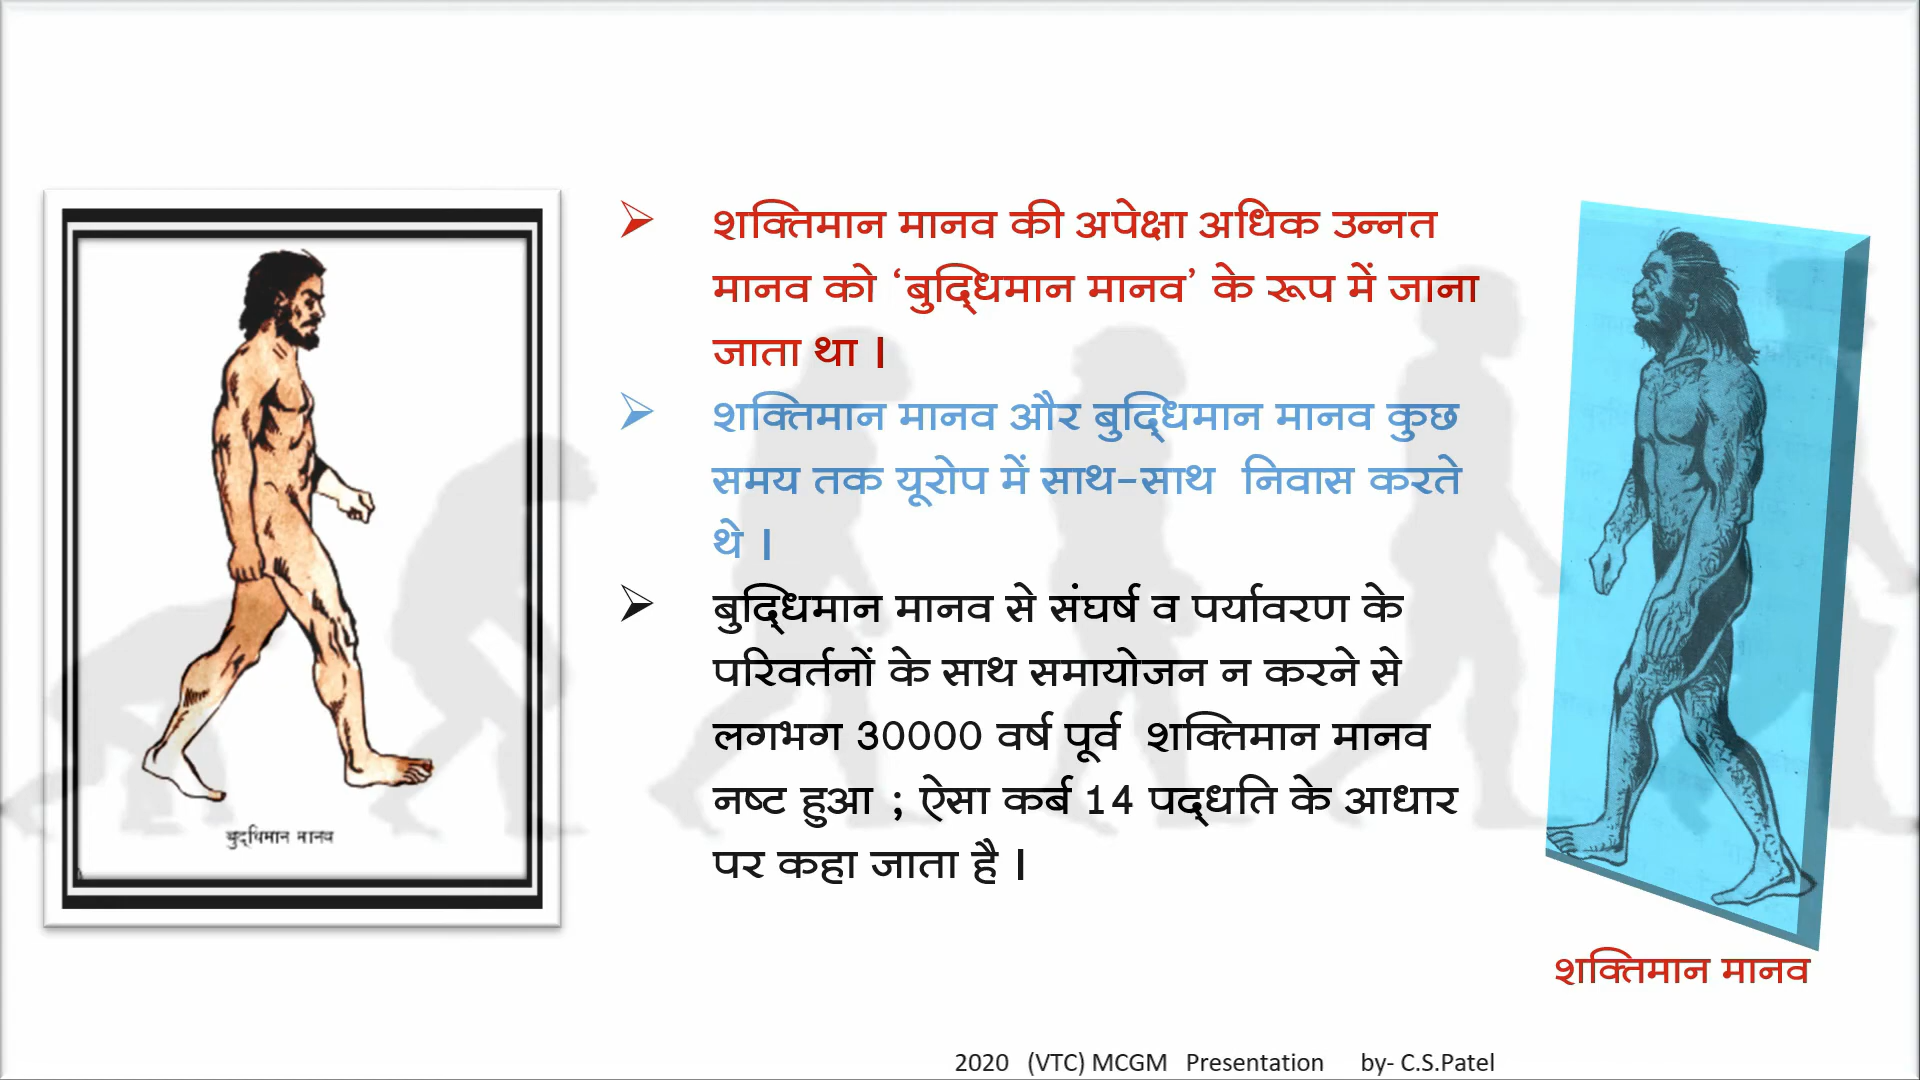 शक्तिमान मानव की अपेक्षा अधिक उन्नत
मानव को ‘बुद्धिमान मानव’ के रूप में जाना
जाता था ।
शक्तिमान मानव और बुद्धिमान मानव कुछ
समय तक यूरोप में साथ-साथ निवास करते
थे ।
बुद्धिमान मानव से संघर्ष व पर्यावरण के
परिवर्तनों के साथ समायोजन न करने से
लगभग 30000 वर्ष पूर्व शक्तिमान मानव
नष्ट हुआ ; ऐसा कर्ब 14 पद्धति के आधार
पर कहा जाता है ।
बुद्धिमान मानव
शक्तिमान मानव
2020 (VTC) MCGM Presentation by- C.S.Patel